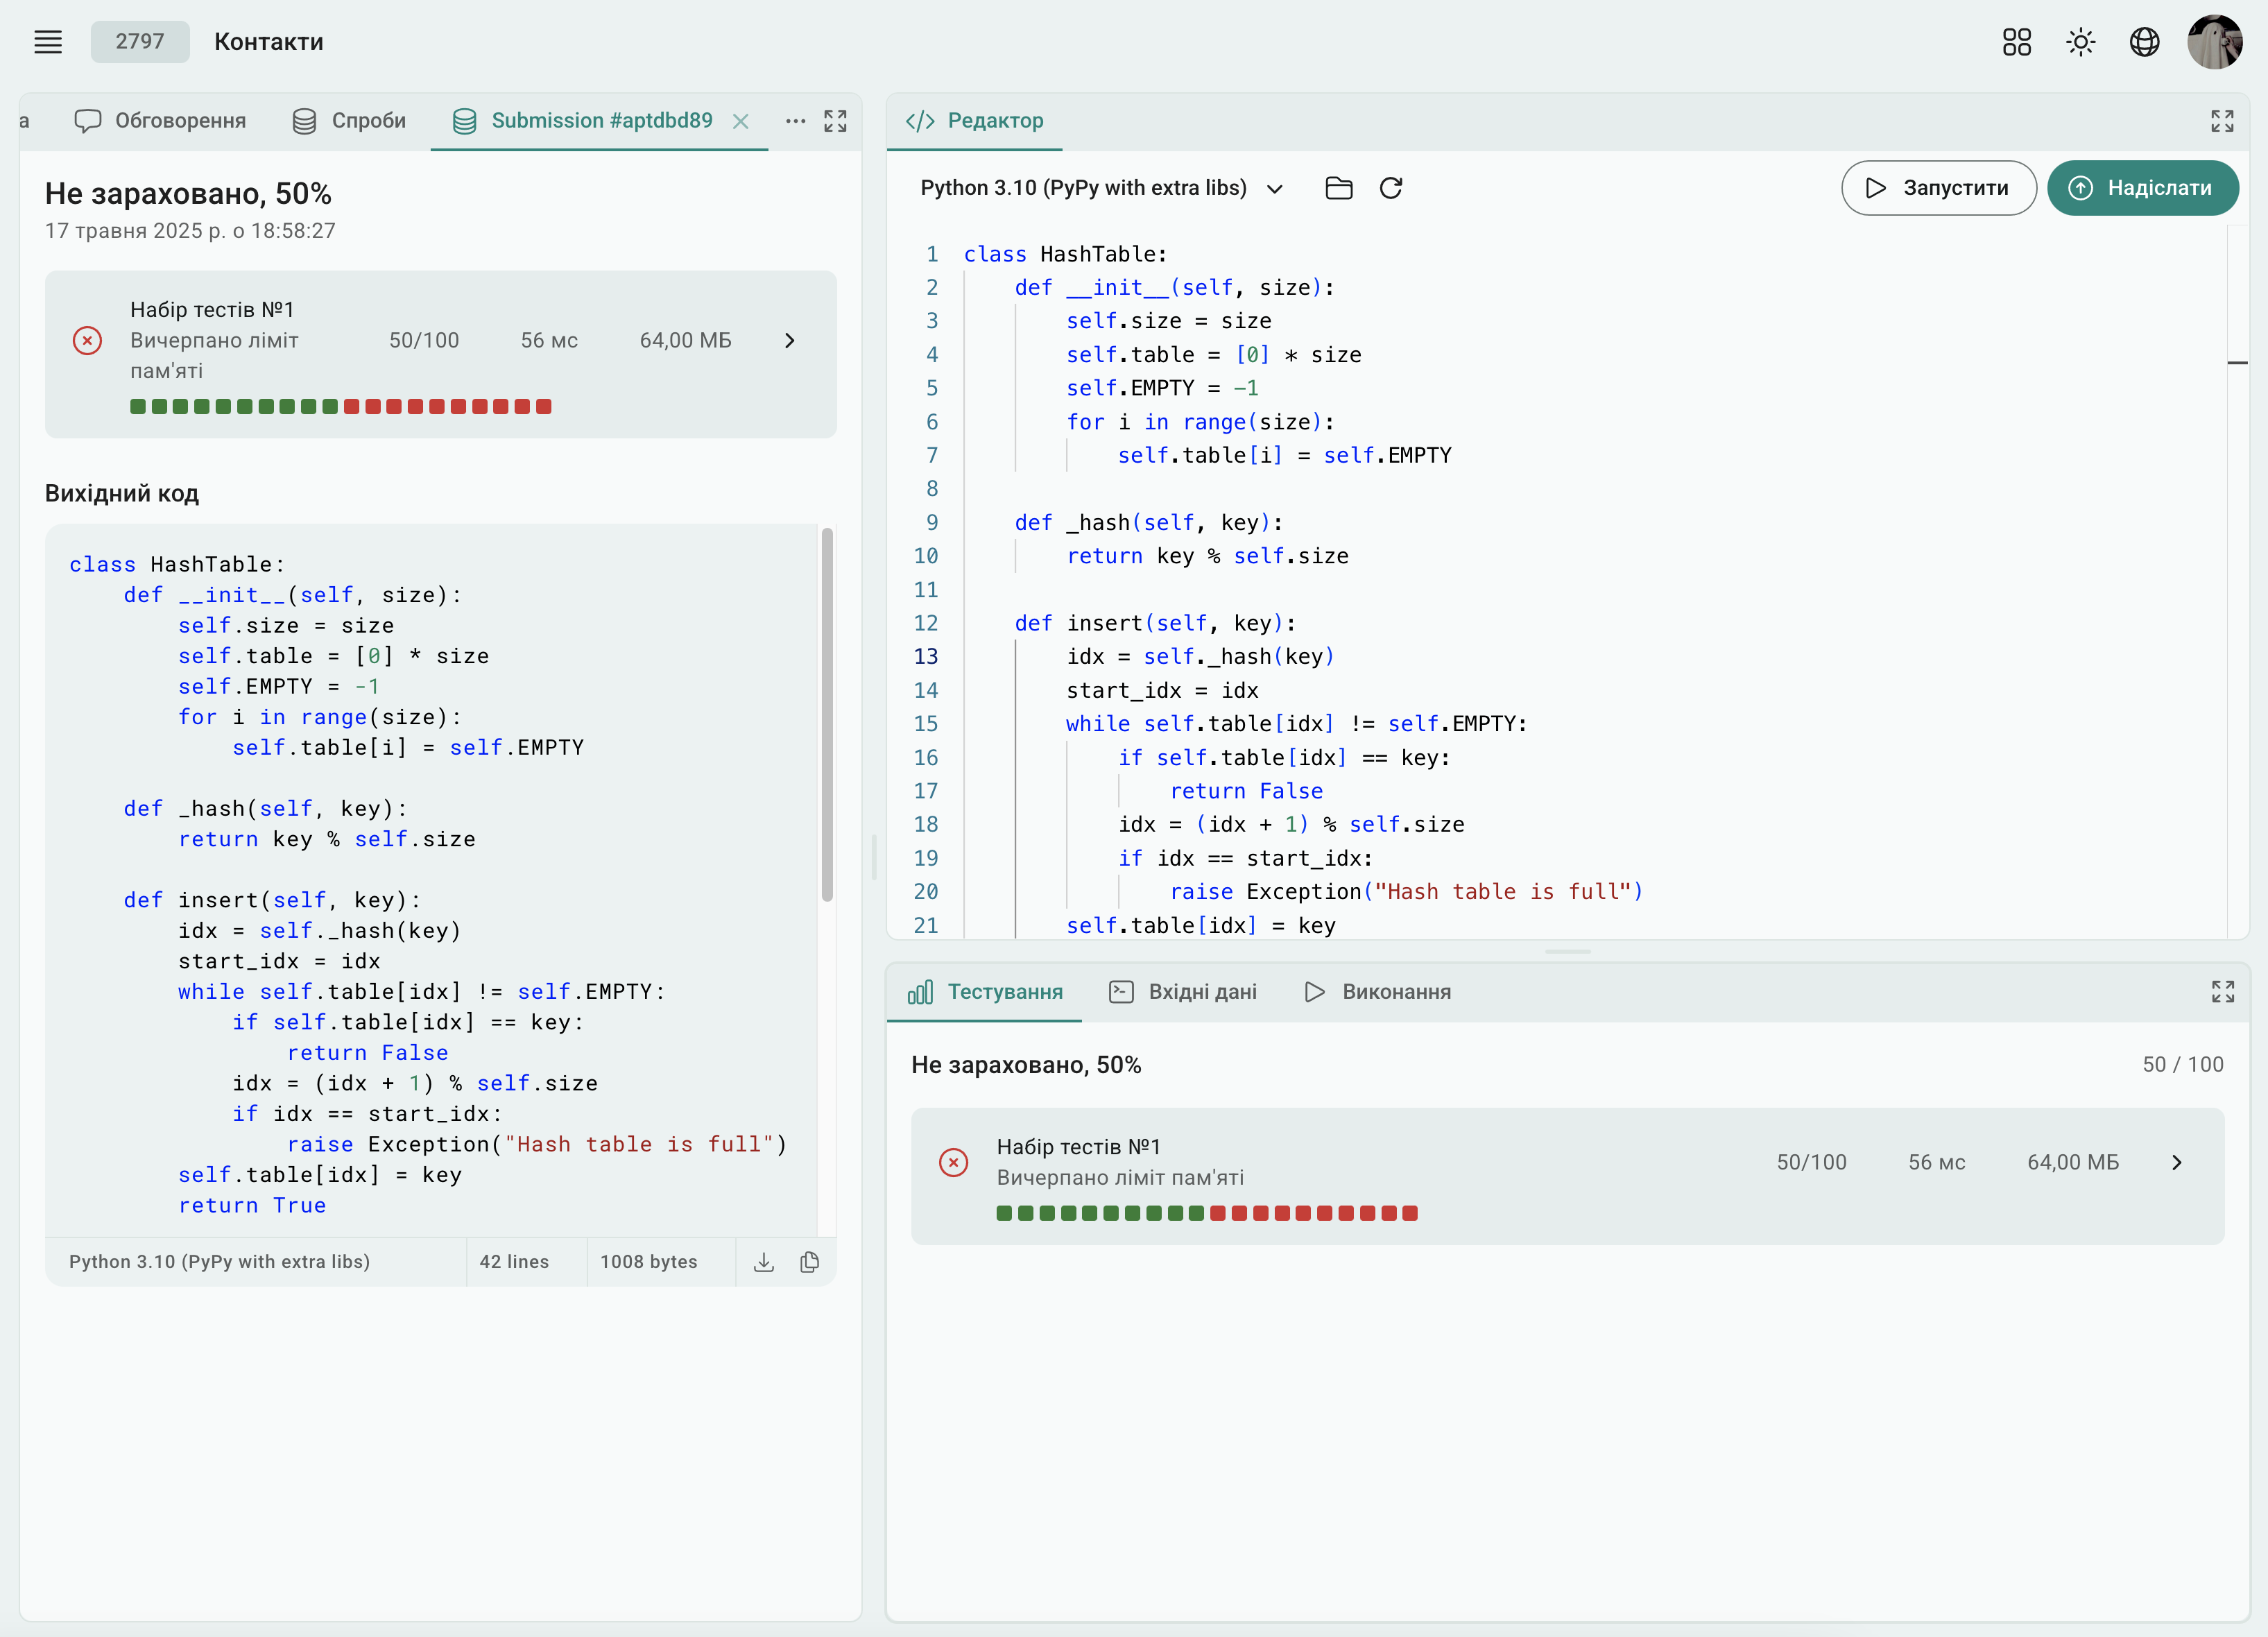 2797
Контакти
а
Обговорення
Спроби
Submission #aptdbd89
Не зараховано, 50%
17 травня 2025 р. о 18:58:27
Набір тестів №1
Вичерпано ліміт
пам'яті
50/100
56 мс
64,00 МБ
Вихідний код
class HashTable:
    def __init__(self, size):
        self.size = size
        self.table = [0] * size
        self.EMPTY = -1
        for i in range(size):
            self.table[i] = self.EMPTY
    def _hash(self, key):
        return key % self.size
    def insert(self, key):
        idx = self._hash(key)
        start_idx = idx
        while self.table[idx] != self.EMPTY:
            if self.table[idx] == key:
                return False
            idx = (idx + 1) % self.size
            if idx == start_idx:
                raise Exception("Hash table is full")
        self.table[idx] = key
        return True
Python 3.10 (PyPy with extra libs)
42 lines
1008 bytes
Редактор
Python 3.10 (PyPy with extra libs)
Запустити
Надіслати
1 class HashTable:
2     def __init__(self, size):
3         self.size = size
4         self.table = [0] * size
5         self.EMPTY = -1
6         for i in range(size):
7             self.table[i] = self.EMPTY
8
9     def _hash(self, key):
10         return key % self.size
11
12     def insert(self, key):
13         idx = self._hash(key)
14         start_idx = idx
15         while self.table[idx] != self.EMPTY:
16             if self.table[idx] == key:
17                 return False
18             idx = (idx + 1) % self.size
19             if idx == start_idx:
20                 raise Exception("Hash table is full")
21         self.table[idx] = key
Тестування
Вхідні дані
Виконання
Не зараховано, 50%
50 / 100
Набір тестів №1
Вичерпано ліміт пам'яті
50/100
56 мс
64,00 МБ